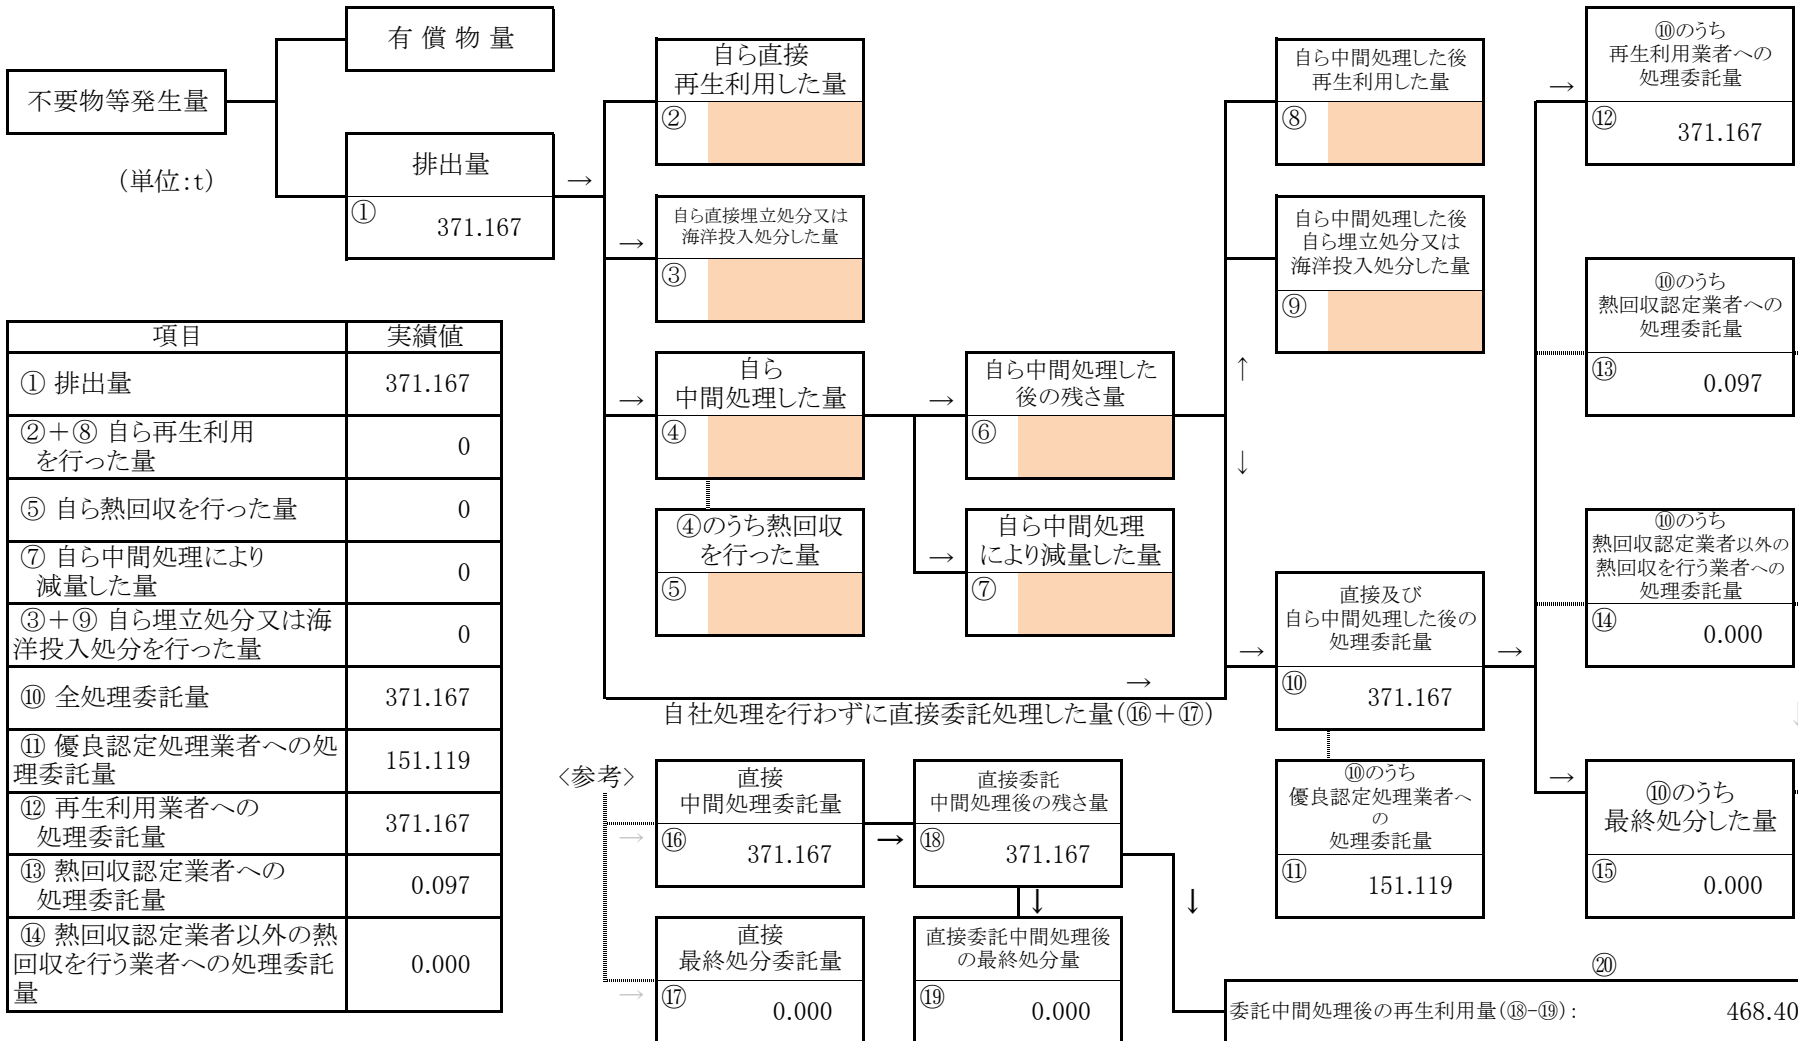 有 償 物 量
不要物等発生量
(単位:t)
排出量
①
371.167
→
自ら直接
再生利用した量
②
→
自ら直接埋立処分又は
海洋投入処分した量
③
→
自ら
中間処理した量
④
④のうち熱回収
を行った量
⑤
→
自ら中間処理した
後の残さ量
⑥
→
自ら中間処理
により減量した量
⑦
自ら中間処理した後
再生利用した量
⑧
自ら中間処理した後
自ら埋立処分又は
海洋投入処分した量
⑨
↑
↓
→
直接及び
自ら中間処理した後の
処理委託量
⑩
371.167
→
⑩のうち
優良認定処理業者へ
の
処理委託量
⑪
151.119
→
⑩のうち
再生利用業者への
処理委託量
⑫
371.167
⑩のうち
熱回収認定業者への
処理委託量
⑬
0.097
⑩のうち
熱回収認定業者以外の
熱回収を行う業者への
処理委託量
⑭
0.000
→
⑩のうち
最終処分した量
⑮
0.000
→
自社処理を行わずに直接委託処理した量(⑯+⑰)
項目 実績値
① 排出量 371.167
②+⑧ 自ら再生利用
を行った量 0
⑤ 自ら熱回収を行った量 0
⑦ 自ら中間処理により
減量した量 0
③+⑨ 自ら埋立処分又は海
洋投入処分を行った量 0
⑩ 全処理委託量 371.167
⑪ 優良認定処理業者への処
理委託量 151.119
⑫ 再生利用業者への
処理委託量 371.167
⑬ 熱回収認定業者への
処理委託量 0.097
⑭ 熱回収認定業者以外の熱
回収を行う業者への処理委託
量 0.000
〈参考〉
→
直接
中間処理委託量
⑯
371.167
→
直接委託
中間処理後の残さ量
⑱
371.167
↓
↓
→
直接
最終処分委託量
⑰
0.000
直接委託中間処理後
の最終処分量
⑲
0.000
⑳
委託中間処理後の再生利用量(⑱-⑲): 468.40